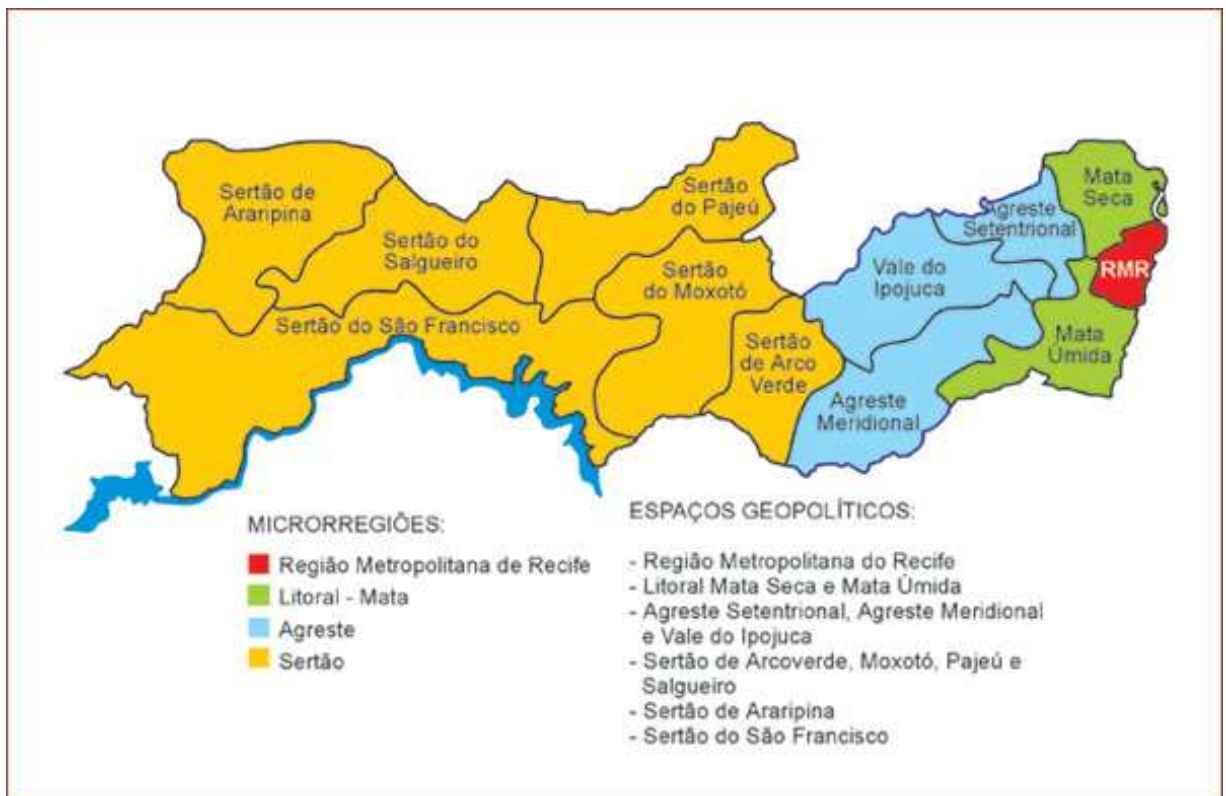 Sertão de
Araripina
Sertão do
Salgueiro
Sertão
do Pajeú
Sertão
do Moxotó
Sertão do São Francisco
Sertão
de Arco
Verde
Vale do
Ipojuca
Agreste
Setentrional
Agreste
Meridional
Mata
Seca
RMR
Mata
Úmida
MICRORREGIÕES:
Região Metropolitana de Recife
Litoral - Mata
Agreste
Sertão
ESPAÇOS GEOPOLÍTICOS:
- Região Metropolitana do Recife
- Litoral Mata Seca e Mata Úmida
- Agreste Setentrional, Agreste Meridional
e Vale do Ipojuca
- Sertão de Arcoverde, Moxotó, Pajeú e
Salgueiro
- Sertão de Araripina
- Sertão do São Francisco